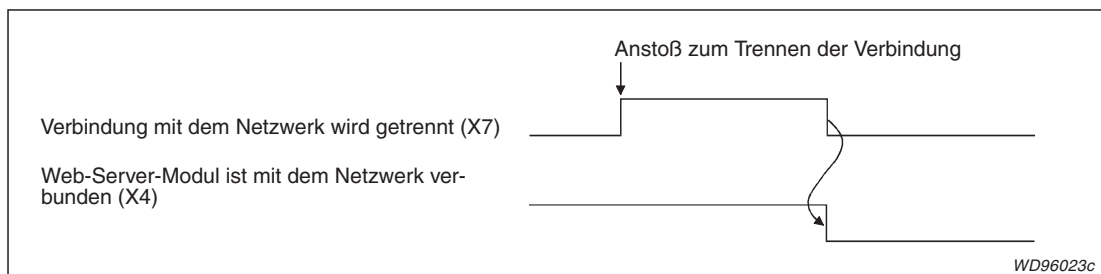 Anstoß zum Trennen der Verbindung
Verbindung mit dem Netzwerk wird getrennt (X7)
Web-Server-Modul ist mit dem Netzwerk ver-
bunden (X4)
WD96023c